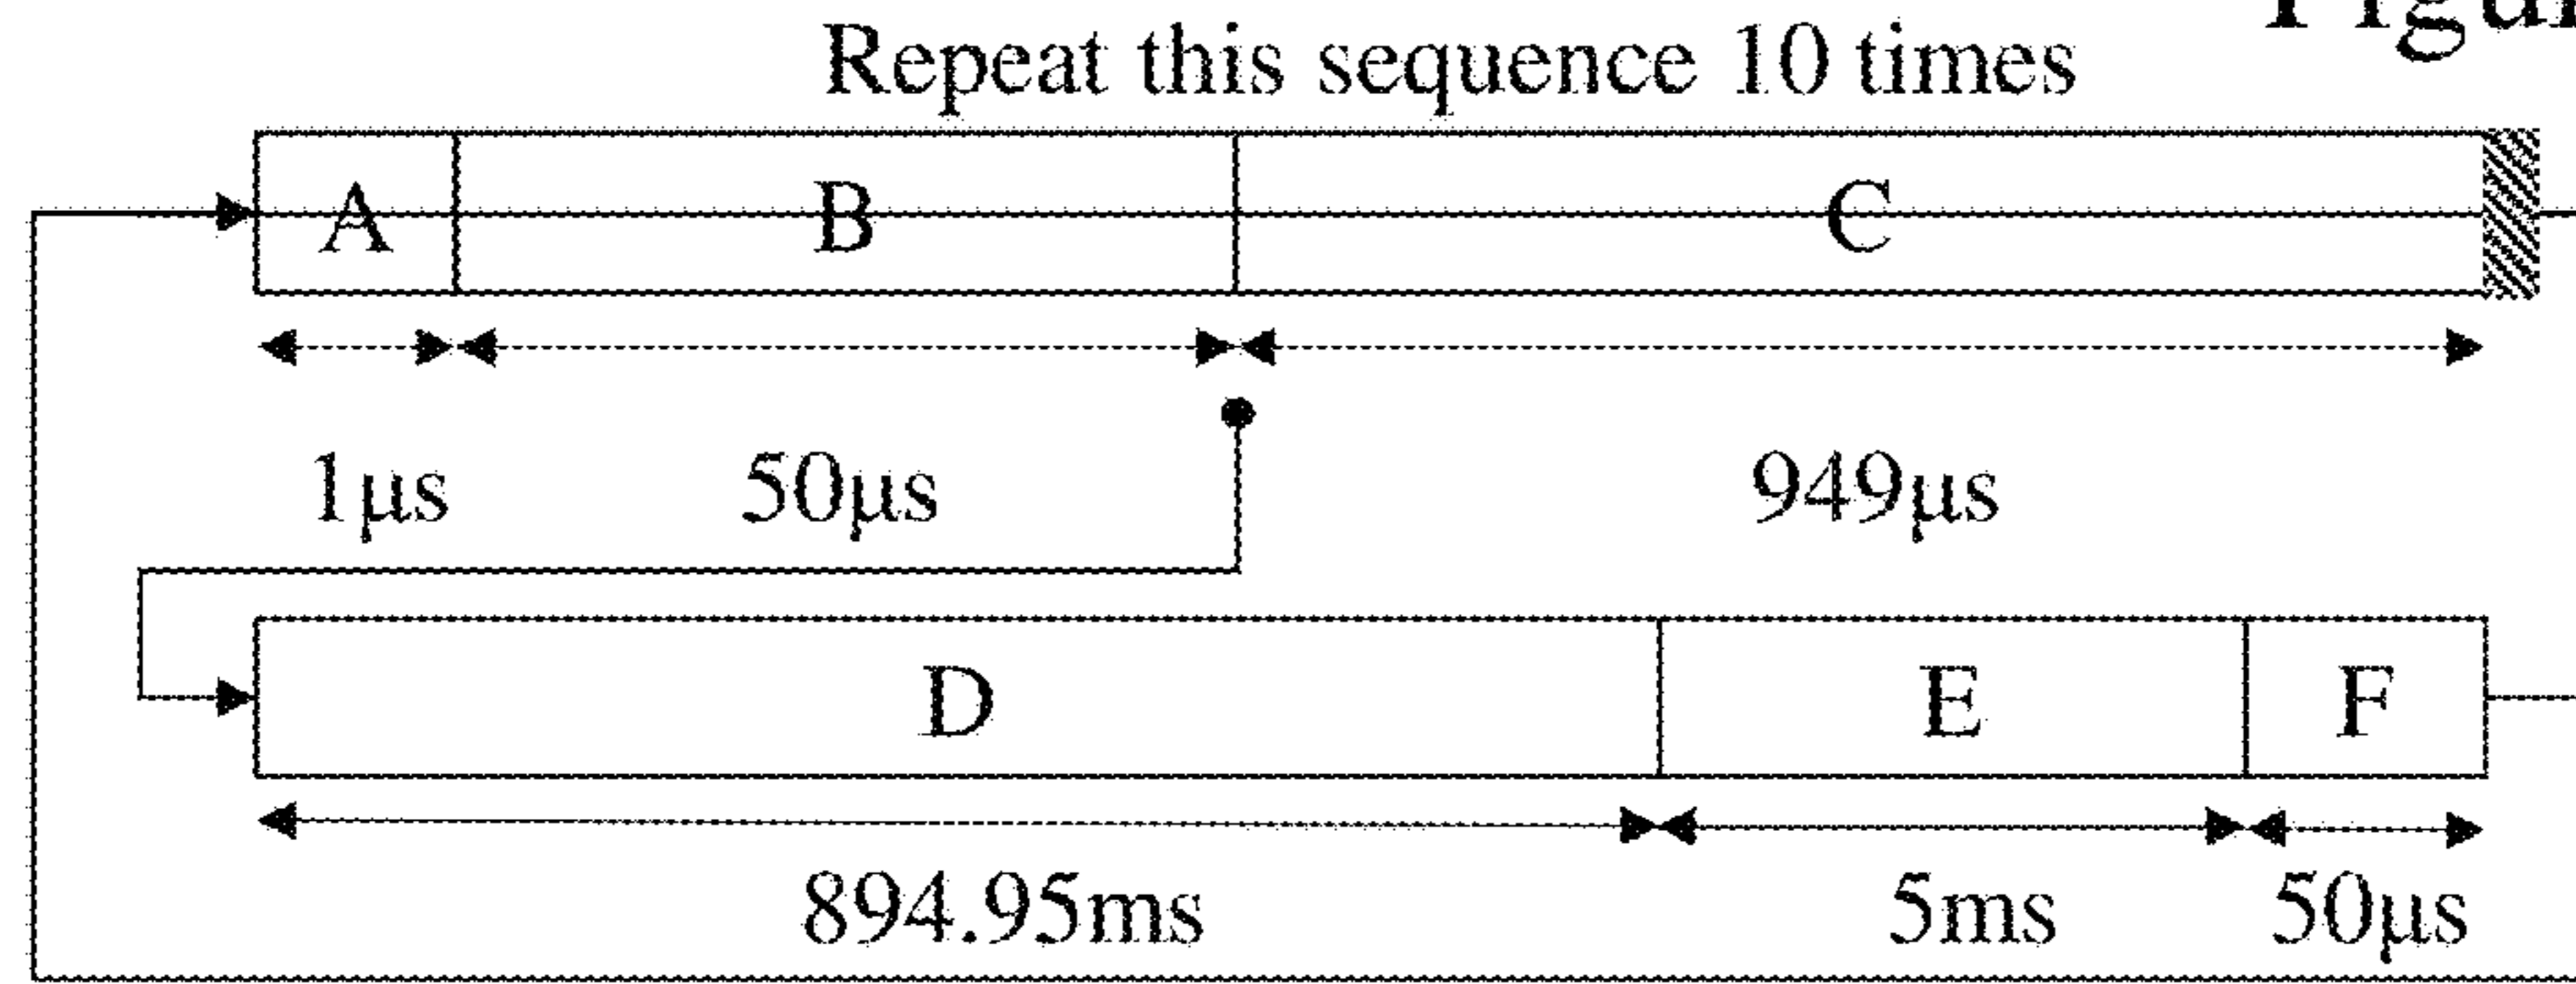 Repeat this sequence 10 times
A B C
1μs 50μs 949μs
D E F
894.95ms 5ms 50μs